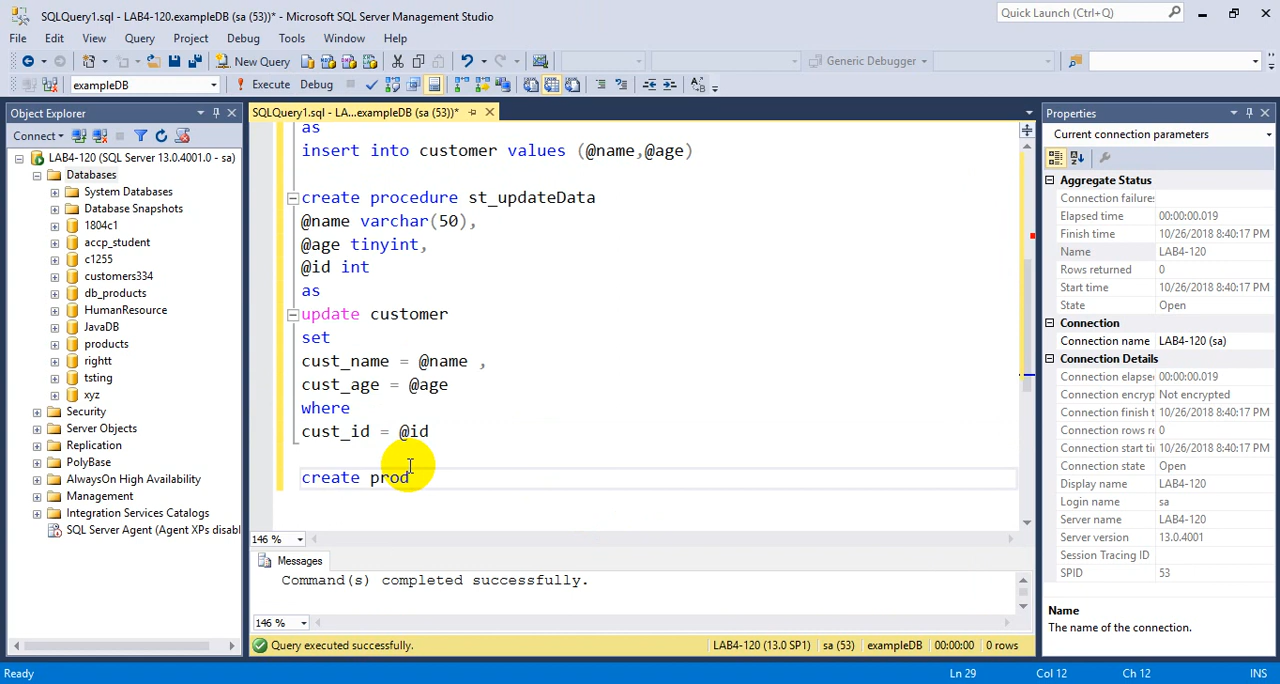 SQLQuery1.sql - LAB4-120.exampleDB (sa (53))* - Microsoft SQL Server Management Studio
Quick Launch (Ctrl+Q)
File Edit View Query Project Debug Tools Window Help
New Query
Generic Debugger
exampleDB
Execute Debug
Object Explorer
Connect
LAB4-120 (SQL Server 13.0.4001.0 - sa)
Databases
System Databases
Database Snapshots
1804c1
accp_student
c1255
customers334
db_products
HumanResource
JavaDB
products
rightt
tsting
xyz
Security
Server Objects
Replication
PolyBase
AlwaysOn High Availability
Management
Integration Services Catalogs
SQL Server Agent (Agent XPs disabl
SQLQuery1.sql - LA...exampleDB (sa (53))*
as
insert into customer values (@name,@age)
create procedure st_updateData
@name varchar(50),
@age tinyint,
@id int
as
update customer
set
cust_name = @name ,
cust_age = @age
where
cust_id = @id
create prod
146 %
Messages
Command(s) completed successfully.
146 %
Query executed successfully.
LAB4-120 (13.0 SP1) sa (53) exampleDB 00:00:00 0 rows
Properties
Current connection parameters
Aggregate Status
Connection failures
Elapsed time 00:00:00.019
Finish time 10/26/2018 8:40:17 PM
Name LAB4-120
Rows returned 0
Start time 10/26/2018 8:40:17 PM
State Open
Connection
Connection name LAB4-120 (sa)
Connection Details
Connection elapse 00:00:00.019
Connection encryp Not encrypted
Connection finish t 10/26/2018 8:40:17 PM
Connection rows re 0
Connection start ti 10/26/2018 8:40:17 PM
Connection state Open
Display name LAB4-120
Login name sa
Server name LAB4-120
Server version 13.0.4001
Session Tracing ID
SPID 53
Name
The name of the connection.
Ready
Ln 29 Col 12 Ch 12 INS